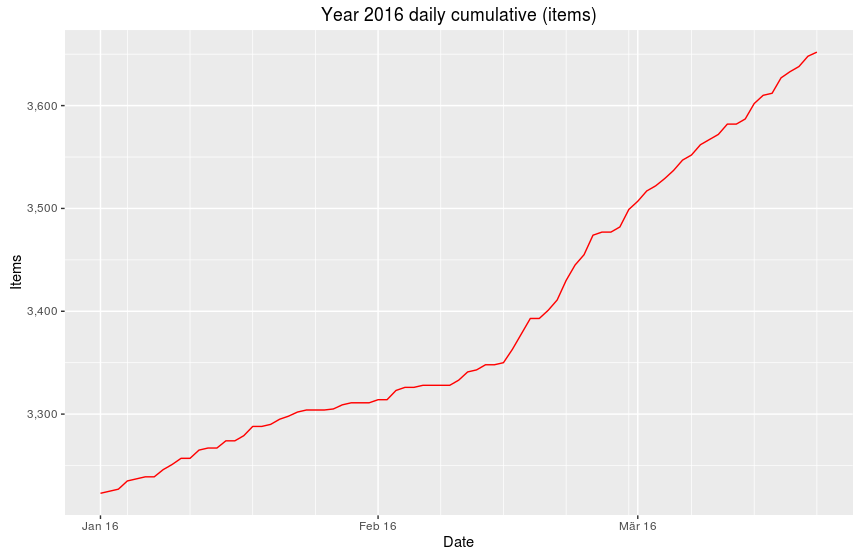 Year 2016 daily cumulative (items)
3,600
3,500
3,400
3,300
Items
Jan 16
Feb 16
Mär 16
Date